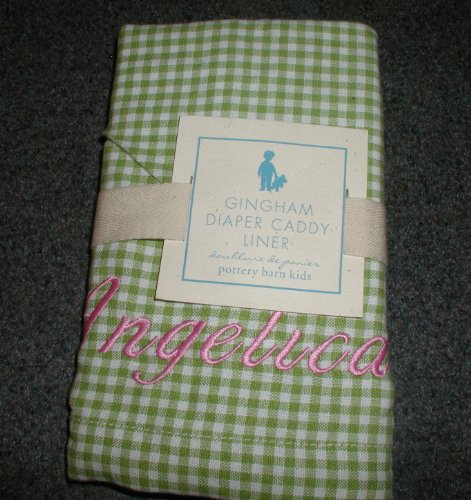 GINGHAM
DIAPER CADDY
LINER
doublure de panier
pottery barn kids
Angelica